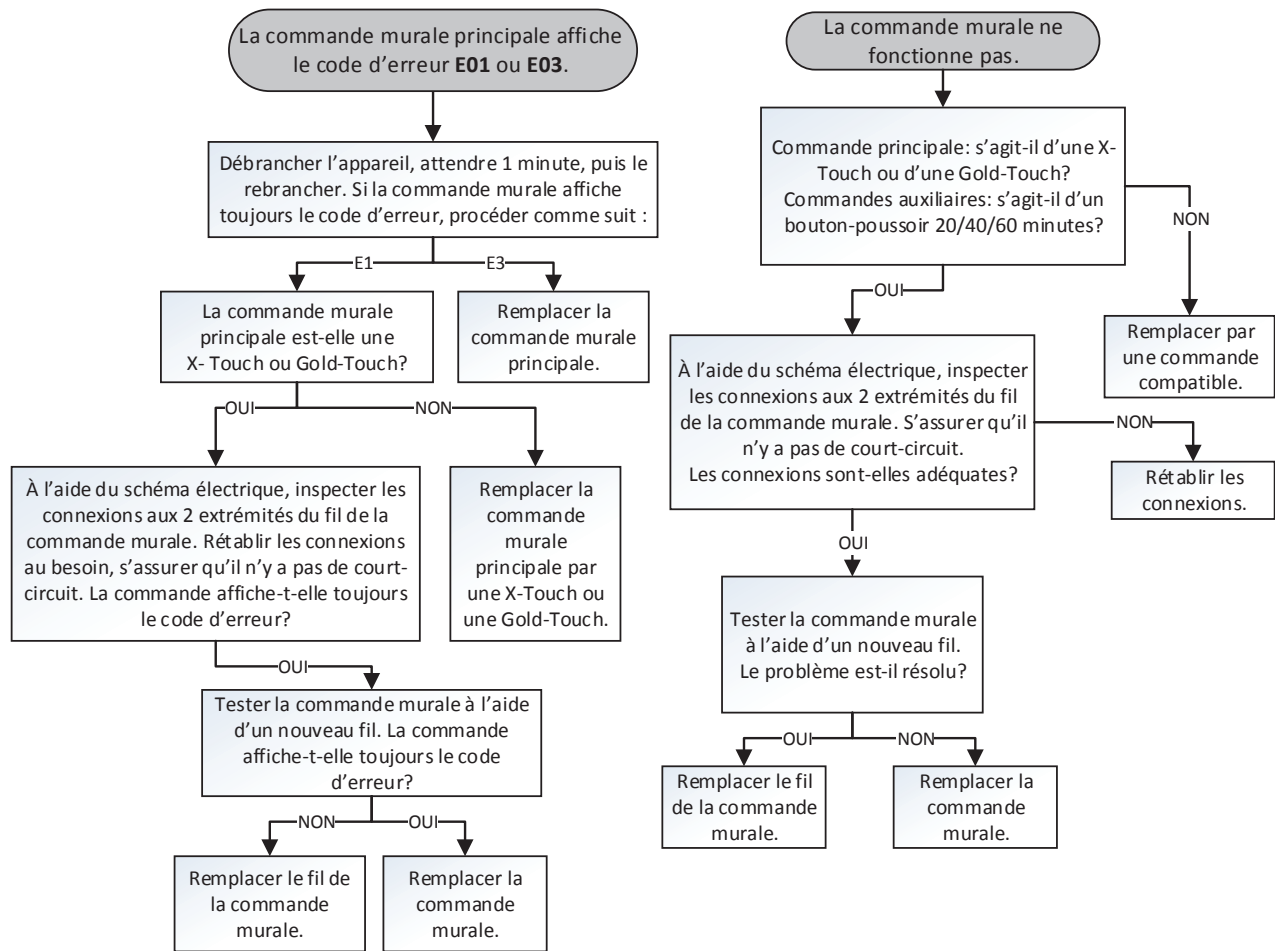 La commande murale principale affiche
le code d'erreur E01 ou E03.
Débrancher l'appareil, attendre 1 minute, puis le
rebrancher. Si la commande murale affiche
toujours le code d'erreur, procéder comme suit :
E1
E3
La commande murale
principale est-elle une
X- Touch ou Gold-Touch?
Remplacer la
commande murale
principale.
OUI
NON
À l'aide du schéma électrique, inspecter les
connexions aux 2 extrémités du fil de la
commande murale. Rétablir les connexions
au besoin, s'assurer qu'il n'y a pas de court-
circuit. La commande affiche-t-elle toujours
le code d'erreur?
Remplacer la
commande
murale
principale par
une X-Touch ou
une Gold-Touch.
OUI
Tester la commande murale à l'aide
d'un nouveau fil. La commande
affiche-t-elle toujours le code
d'erreur?
NON
OUI
Remplacer le fil de
la commande
murale.
Remplacer la
commande
murale.
La commande murale ne
fonctionne pas.
Commande principale: s'agit-il d'une X-
Touch ou d'une Gold-Touch?
Commandes auxiliaires: s'agit-il d'un
bouton-poussoir 20/40/60 minutes?
NON
OUI
Remplacer par
une commande
compatible.
À l'aide du schéma électrique, inspecter
les connexions aux 2 extrémités du fil
de la commande murale. S'assurer qu'il
n'y a pas de court-circuit.
Les connexions sont-elles adéquates?
NON
Rétablir les
connexions.
OUI
Tester la commande murale
à l'aide d'un nouveau fil.
Le problème est-il résolu?
OUI
NON
Remplacer le fil
de la commande
murale.
Remplacer la
commande
murale.